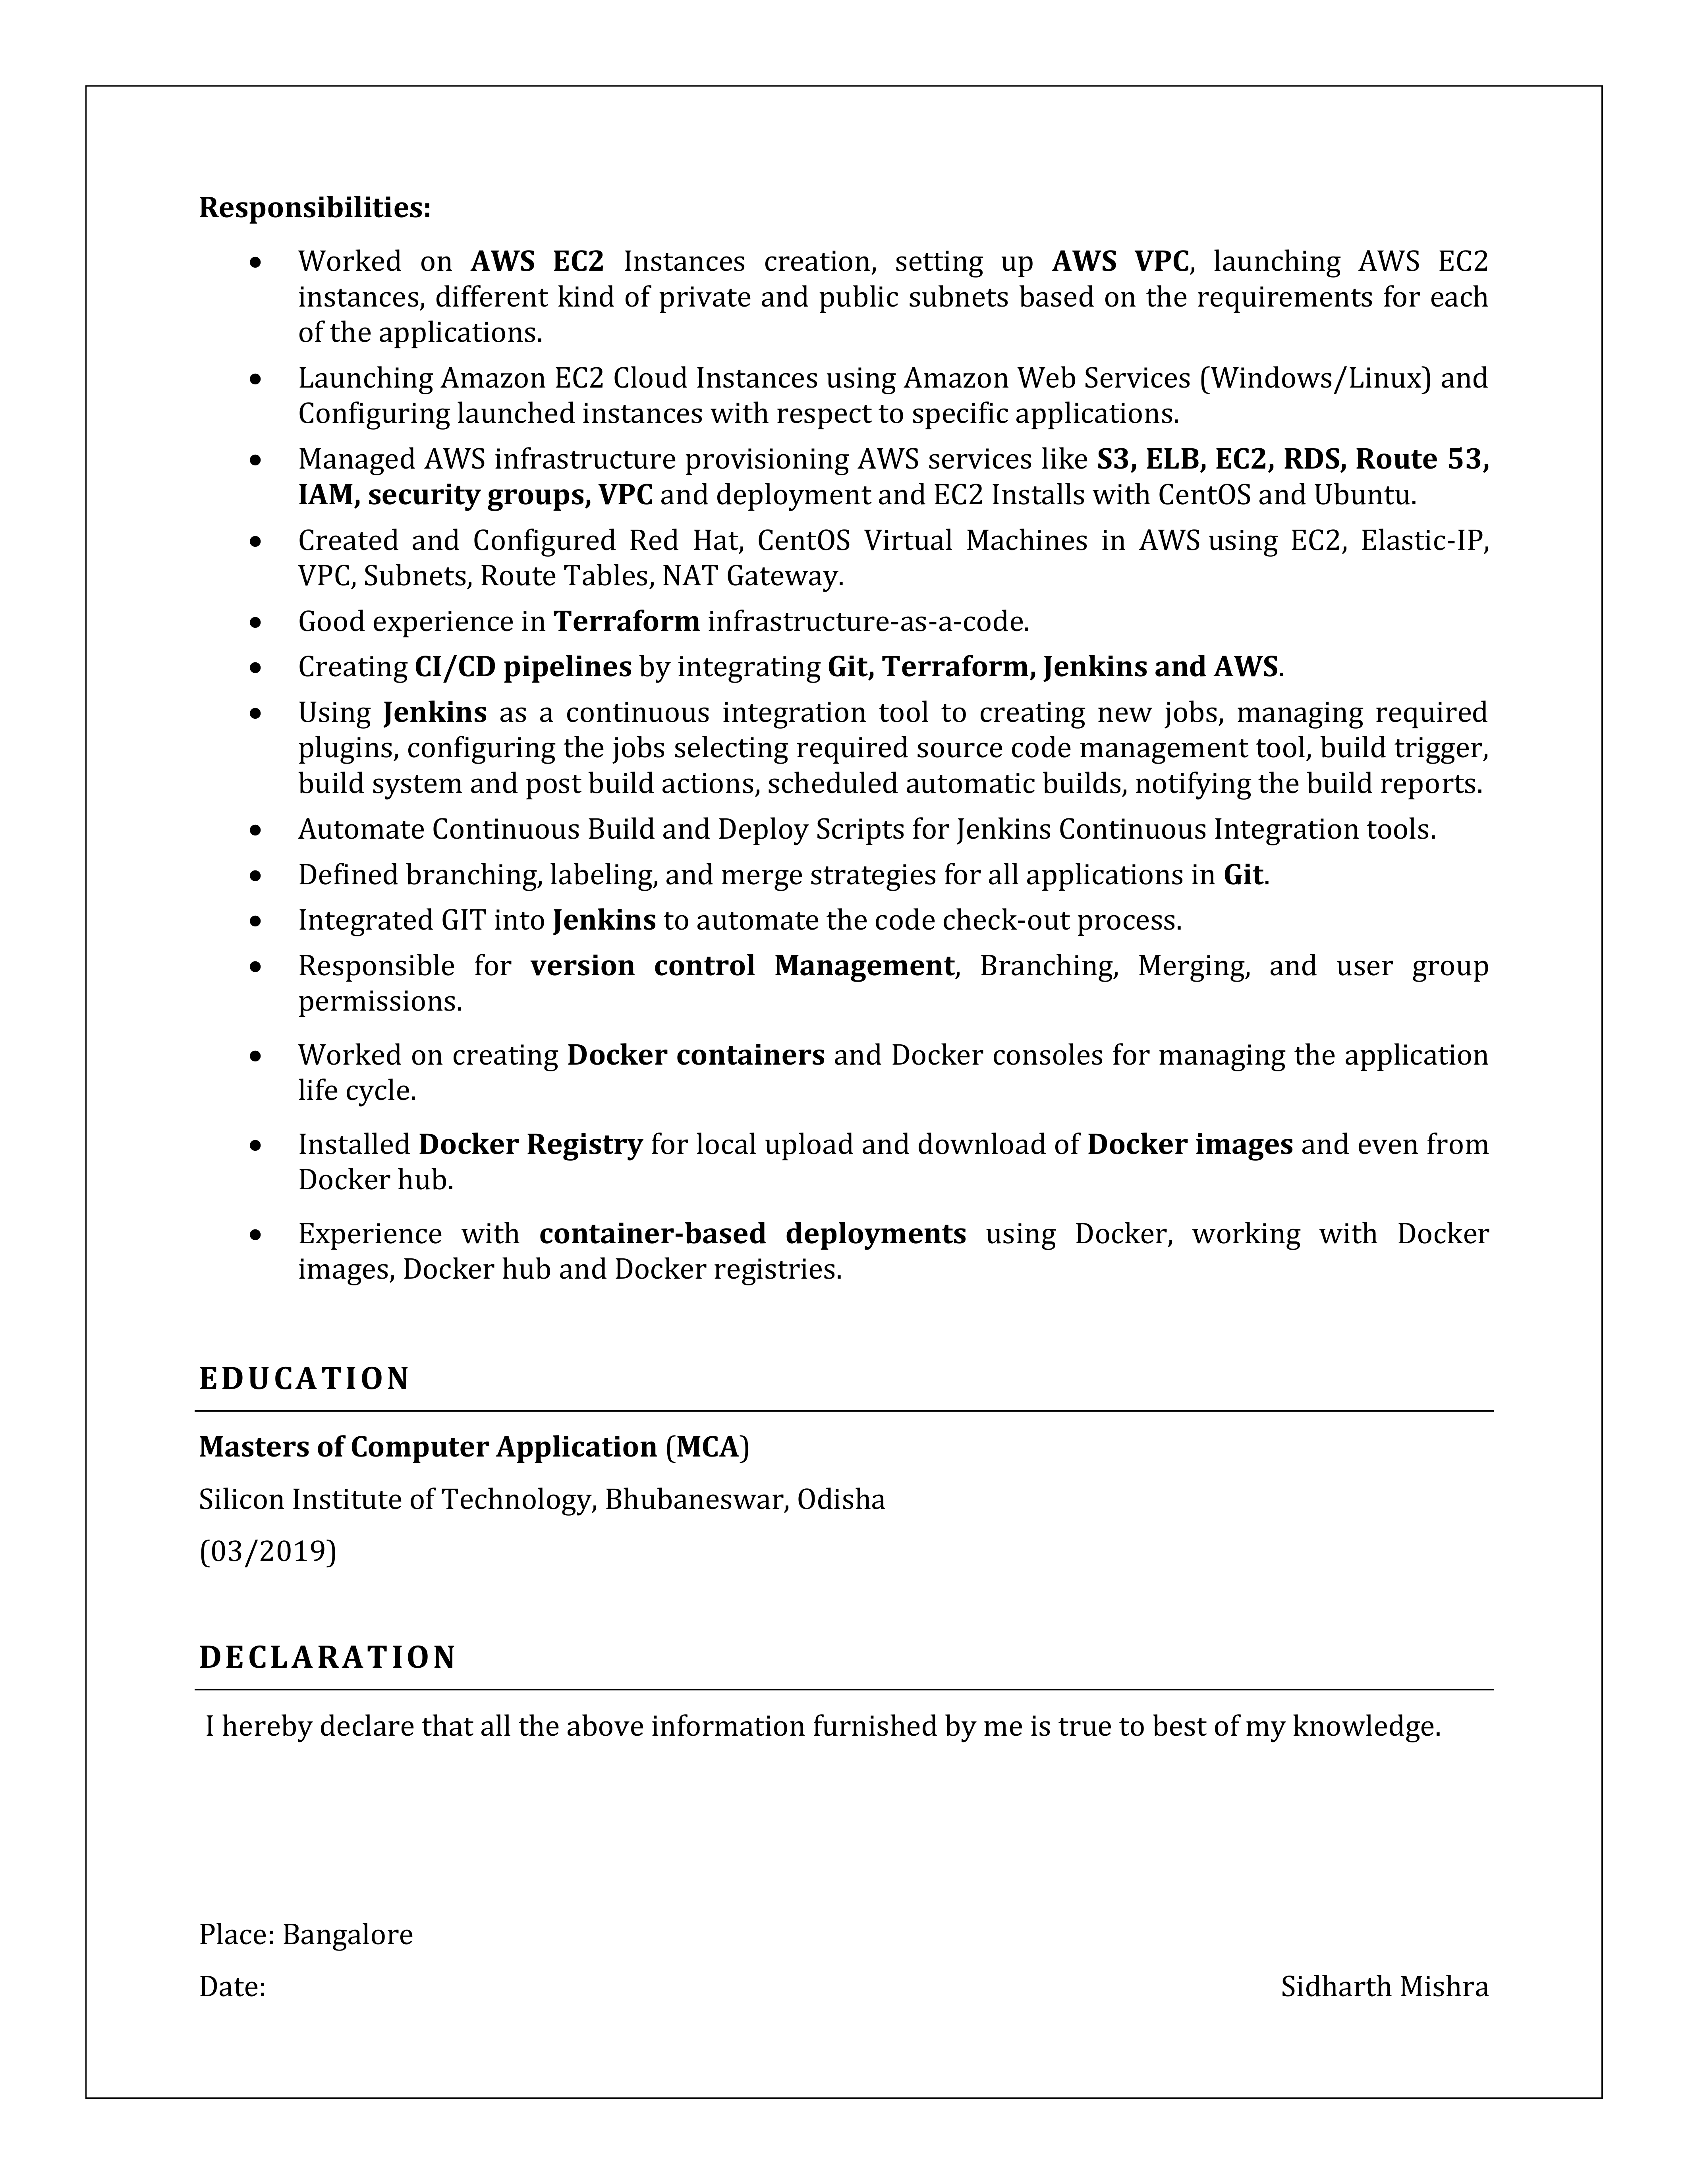 Responsibilities:
• Worked on AWS EC2 Instances creation, setting up AWS VPC, launching AWS EC2
instances, different kind of private and public subnets based on the requirements for each
of the applications.
• Launching Amazon EC2 Cloud Instances using Amazon Web Services (Windows/Linux) and
Configuring launched instances with respect to specific applications.
• Managed AWS infrastructure provisioning AWS services like S3, ELB, EC2, RDS, Route 53,
IAM, security groups, VPC and deployment and EC2 Installs with CentOS and Ubuntu.
• Created and Configured Red Hat, CentOS Virtual Machines in AWS using EC2, Elastic-IP,
VPC, Subnets, Route Tables, NAT Gateway.
• Good experience in Terraform infrastructure-as-a-code.
• Creating CI/CD pipelines by integrating Git, Terraform, Jenkins and AWS.
• Using Jenkins as a continuous integration tool to creating new jobs, managing required
plugins, configuring the jobs selecting required source code management tool, build trigger,
build system and post build actions, scheduled automatic builds, notifying the build reports.
• Automate Continuous Build and Deploy Scripts for Jenkins Continuous Integration tools.
• Defined branching, labeling, and merge strategies for all applications in Git.
• Integrated GIT into Jenkins to automate the code check-out process.
• Responsible for version control Management, Branching, Merging, and user group
permissions.
• Worked on creating Docker containers and Docker consoles for managing the application
life cycle.
• Installed Docker Registry for local upload and download of Docker images and even from
Docker hub.
• Experience with container-based deployments using Docker, working with Docker
images, Docker hub and Docker registries.
EDUCATION
Masters of Computer Application (MCA)
Silicon Institute of Technology, Bhubaneswar, Odisha
(03/2019)
DECLARATION
I hereby declare that all the above information furnished by me is true to best of my knowledge.
Place: Bangalore
Date: Sidharth Mishra